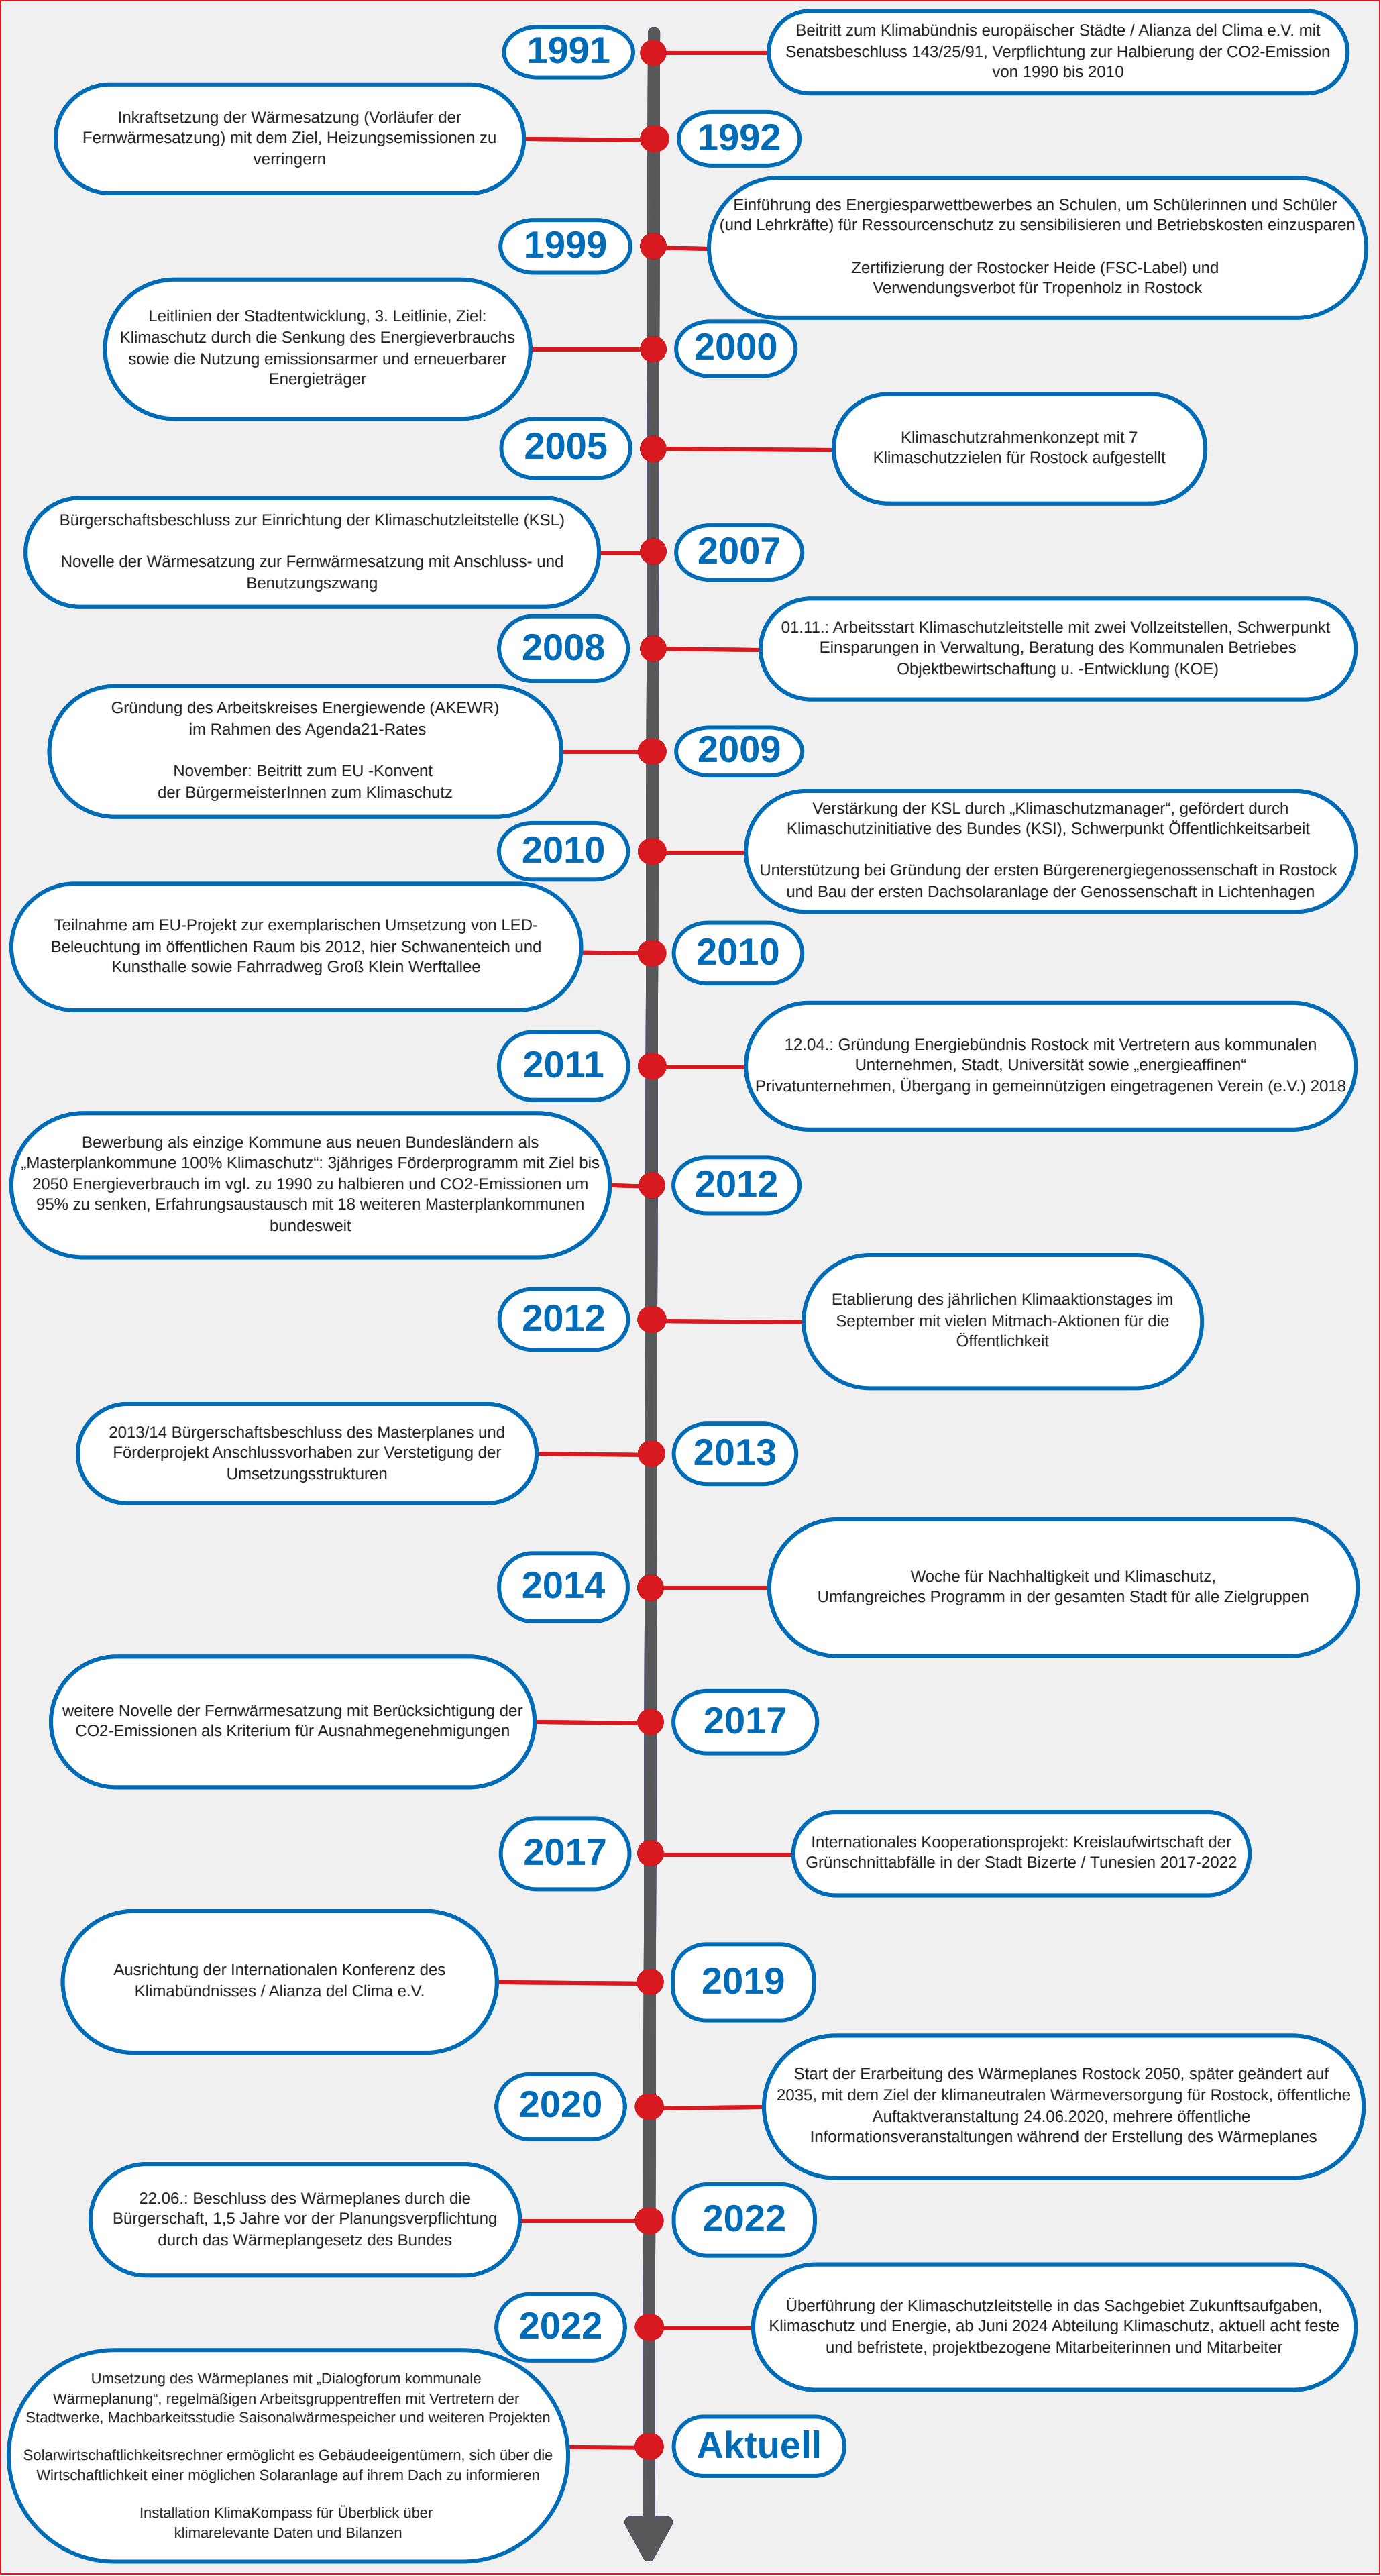 1991
Beitritt zum Klimabündnis europäischer Städte / Alianza del Clima e.V. mit
Senatsbeschluss 143/25/91, Verpflichtung zur Halbierung der CO2-Emission
von 1990 bis 2010
Inkraftsetzung der Wärmesatzung (Vorläufer der
Fernwärmesatzung) mit dem Ziel, Heizungsemissionen zu
verringern
1992
1999
Einführung des Energiesparwettbewerbes an Schulen, um Schülerinnen und Schüler
(und Lehrkräfte) für Ressourcenschutz zu sensibilisieren und Betriebskosten einzusparen
Zertifizierung der Rostocker Heide (FSC-Label) und
Verwendungsverbot für Tropenholz in Rostock
Leitlinien der Stadtentwicklung, 3. Leitlinie, Ziel:
Klimaschutz durch die Senkung des Energieverbrauchs
sowie die Nutzung emissionsarmer und erneuerbarer
Energieträger
2000
2005
Klimaschutzrahmenkonzept mit 7
Klimaschutzzielen für Rostock aufgestellt
Bürgerschaftsbeschluss zur Einrichtung der Klimaschutzleitstelle (KSL)
Novelle der Wärmesatzung zur Fernwärmesatzung mit Anschluss- und
Benutzungszwang
2007
2008
01.11.: Arbeitsstart Klimaschutzleitstelle mit zwei Vollzeitstellen, Schwerpunkt
Einsparungen in Verwaltung, Beratung des Kommunalen Betriebes
Objektbewirtschaftung u. -Entwicklung (KOE)
Gründung des Arbeitskreises Energiewende (AKEWR)
im Rahmen des Agenda21-Rates
November: Beitritt zum EU -Konvent
der BürgermeisterInnen zum Klimaschutz
2009
2010
Verstärkung der KSL durch „Klimaschutzmanager“, gefördert durch
Klimaschutzinitiative des Bundes (KSI), Schwerpunkt Öffentlichkeitsarbeit
Unterstützung bei Gründung der ersten Bürgerenergiegenossenschaft in Rostock
und Bau der ersten Dachsolaranlage der Genossenschaft in Lichtenhagen
Teilnahme am EU-Projekt zur exemplarischen Umsetzung von LED-
Beleuchtung im öffentlichen Raum bis 2012, hier Schwanenteich und
Kunsthalle sowie Fahrradweg Groß Klein Werftallee
2010
2011
12.04.: Gründung Energiebündnis Rostock mit Vertretern aus kommunalen
Unternehmen, Stadt, Universität sowie „energieaffinen“
Privatunternehmen, Übergang in gemeinnützigen eingetragenen Verein (e.V.) 2018
Bewerbung als einzige Kommune aus neuen Bundesländern als
„Masterplankommune 100% Klimaschutz“: 3jähriges Förderprogramm mit Ziel bis
2050 Energieverbrauch im vgl. zu 1990 zu halbieren und CO2-Emissionen um
95% zu senken, Erfahrungsaustausch mit 18 weiteren Masterplankommunen
bundesweit
2012
2012
Etablierung des jährlichen Klimaaktionstages im
September mit vielen Mitmach-Aktionen für die
Öffentlichkeit
2013/14 Bürgerschaftsbeschluss des Masterplanes und
Förderprojekt Anschlussvorhaben zur Verstetigung der
Umsetzungsstrukturen
2013
2014
Woche für Nachhaltigkeit und Klimaschutz,
Umfangreiches Programm in der gesamten Stadt für alle Zielgruppen
weitere Novelle der Fernwärmesatzung mit Berücksichtigung der
CO2-Emissionen als Kriterium für Ausnahmegenehmigungen
2017
2017
Internationales Kooperationsprojekt: Kreislaufwirtschaft der
Grünschnittabfälle in der Stadt Bizerte / Tunesien 2017-2022
Ausrichtung der Internationalen Konferenz des
Klimabündnisses / Alianza del Clima e.V.
2019
2020
Start der Erarbeitung des Wärmeplanes Rostock 2050, später geändert auf
2035, mit dem Ziel der klimaneutralen Wärmeversorgung für Rostock, öffentliche
Auftaktveranstaltung 24.06.2020, mehrere öffentliche
Informationsveranstaltungen während der Erstellung des Wärmeplanes
22.06.: Beschluss des Wärmeplanes durch die
Bürgerschaft, 1,5 Jahre vor der Planungsverpflichtung
durch das Wärmeplangesetz des Bundes
2022
2022
Überführung der Klimaschutzleitstelle in das Sachgebiet Zukunftsaufgaben,
Klimaschutz und Energie, ab Juni 2024 Abteilung Klimaschutz, aktuell acht feste
und befristete, projektbezogene Mitarbeiterinnen und Mitarbeiter
Umsetzung des Wärmeplanes mit „Dialogforum kommunale
Wärmeplanung“, regelmäßigen Arbeitsgruppentreffen mit Vertretern der
Stadtwerke, Machbarkeitsstudie Saisonalwärmespeicher und weiteren Projekten
Solarwirtschaftlichkeitsrechner ermöglicht es Gebäudeeigentümern, sich über die
Wirtschaftlichkeit einer möglichen Solaranlage auf ihrem Dach zu informieren
Installation KlimaKompass für Überblick über
klimarelevante Daten und Bilanzen
Aktuell